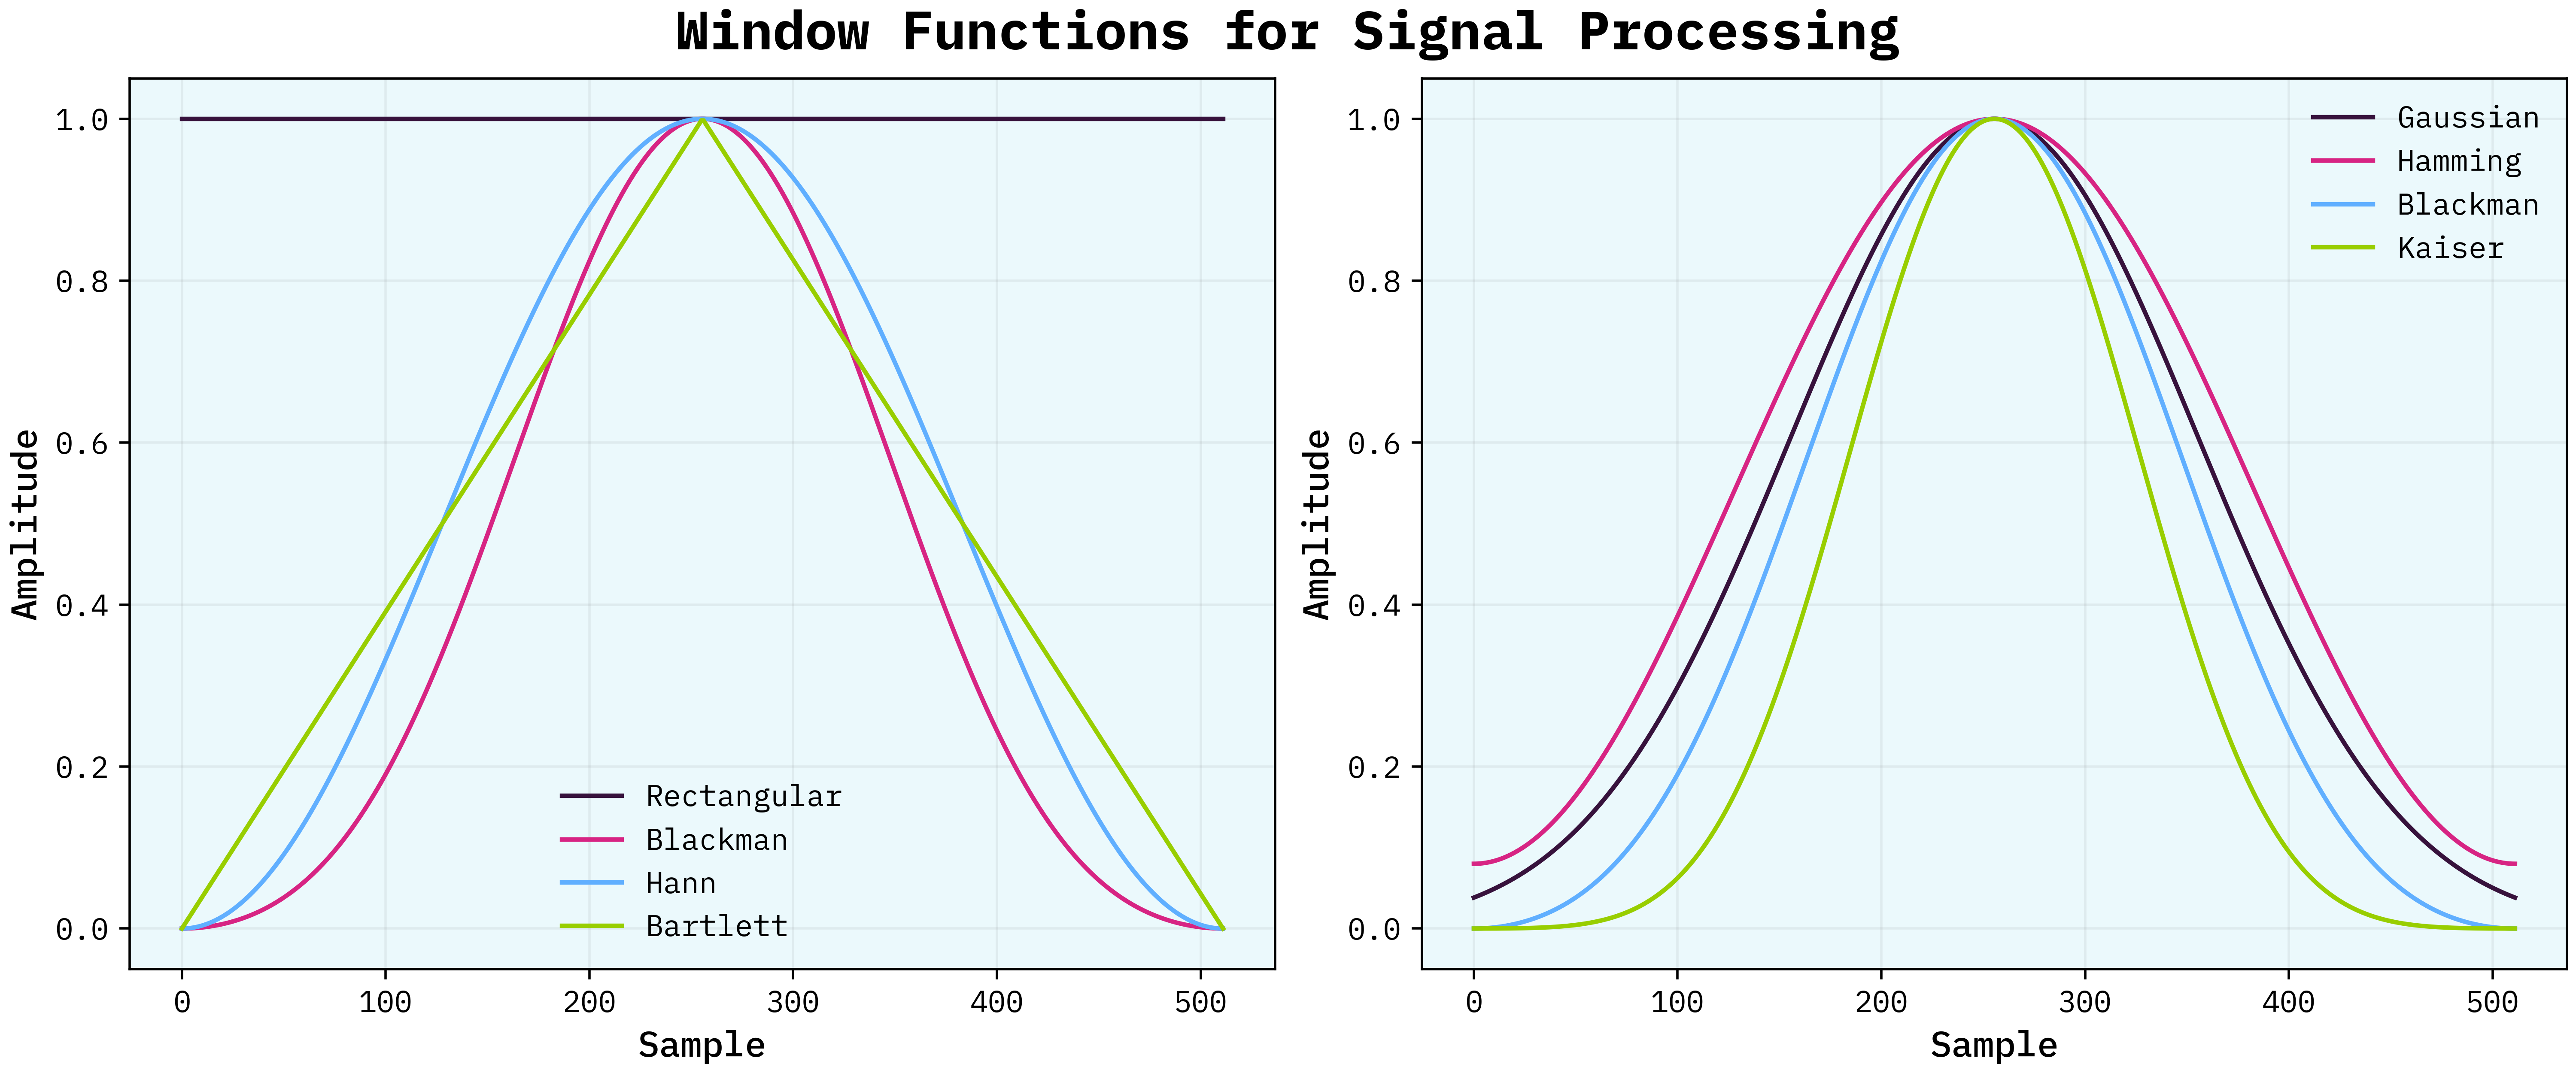 Window Functions for Signal Processing
Amplitude
1.0
0.8
0.6
0.4
0.2
0.0
Rectangular
Blackman
Hann
Bartlett
0 100 200 300 400 500
Sample
Amplitude
1.0
0.8
0.6
0.4
0.2
0.0
Gaussian
Hamming
Blackman
Kaiser
0 100 200 300 400 500
Sample